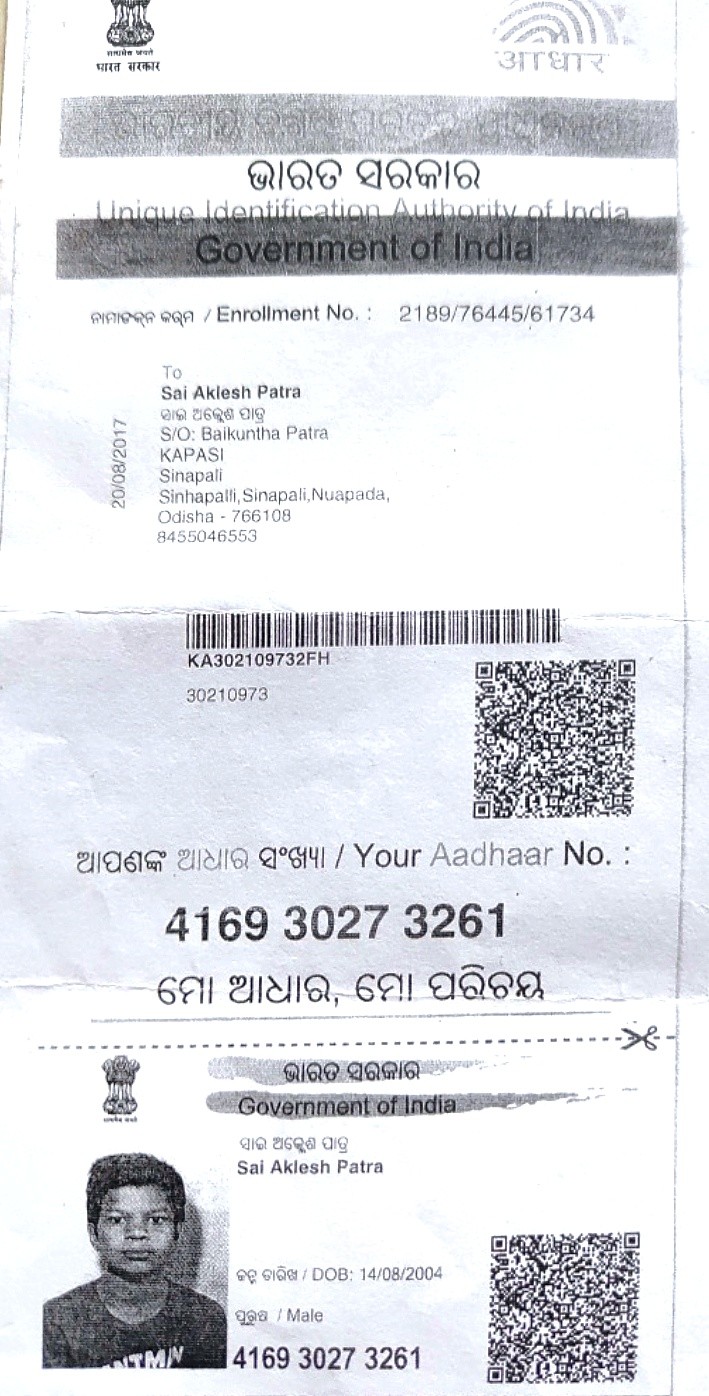 सत्यमेव जयते
भारत सरकार
आधार
ଭାରତ ସରକାର
Unique Identification Authority of India
Government of India
ନାମାଙ୍କନ କ୍ରମ / Enrollment No. : 2189/76445/61734
To
Sai Aklesh Patra
ସାଇ ଅକ୍ଲେଶ ପାତ୍ର
S/O: Baikuntha Patra
KAPASI
Sinapali
Sinhapalli,Sinapali,Nuapada,
Odisha - 766108
8455046553
20/08/2017
KA302109732FH
30210973
ଆପଣଙ୍କ ଆଧାର ସଂଖ୍ୟା / Your Aadhaar No. :
4169 3027 3261
ମୋ ଆଧାର, ମୋ ପରିଚୟ
ଭାରତ ସରକାର
Government of India
ସାଇ ଅକ୍ଲେଶ ପାତ୍ର
Sai Aklesh Patra
ଜନ୍ମ ତାରିଖ / DOB: 14/08/2004
ପୁରୁଷ / Male
4169 3027 3261